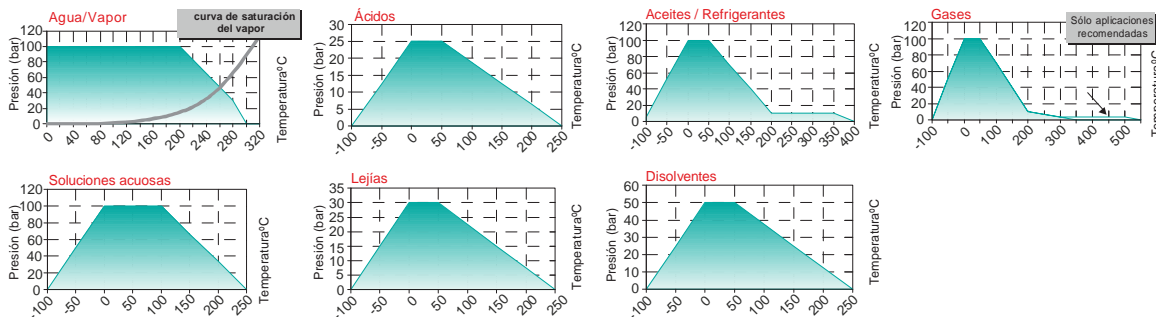 Agua/Vapor
curva de saturación
del vapor
Presión (bar)
120
100
80
60
40
20
0
0 40 80 120 160 200 240 280 320
TemperaturaºC
Ácidos
Presión (bar)
30
25
20
15
10
5
0
-100 -50 0 50 100 150 200 250
TemperaturaºC
Aceites / Refrigerantes
Presión (bar)
120
100
80
60
40
20
0
-100 -50 0 50 100 150 200 250 300 350 400
TemperaturaºC
Gases
Sólo aplicaciones
recomendadas
Presión (bar)
120
100
80
60
40
20
0
-100 0 100 200 300 400 500
TemperaturaºC
Soluciones acuosas
Presión (bar)
120
100
80
60
40
20
0
-100 -50 0 50 100 150 200 250
TemperaturaºC
Lejías
Presión (bar)
35
30
25
20
15
10
5
0
-100 -50 0 50 100 150 200 250
TemperaturaºC
Disolventes
Presión (bar)
60
50
40
30
20
10
0
-100 -50 0 50 100 150 200 250
TemperaturaºC